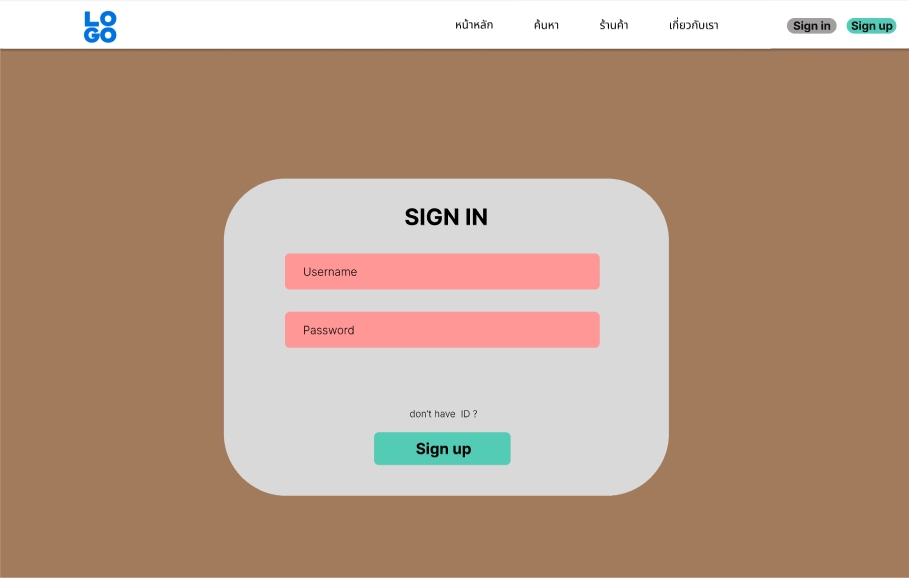 LO
GO
หน้าหลัก ค้นหา ร้านค้า เกี่ยวกับเรา Sign in Sign up
SIGN IN
Username
Password
don't have ID ?
Sign up